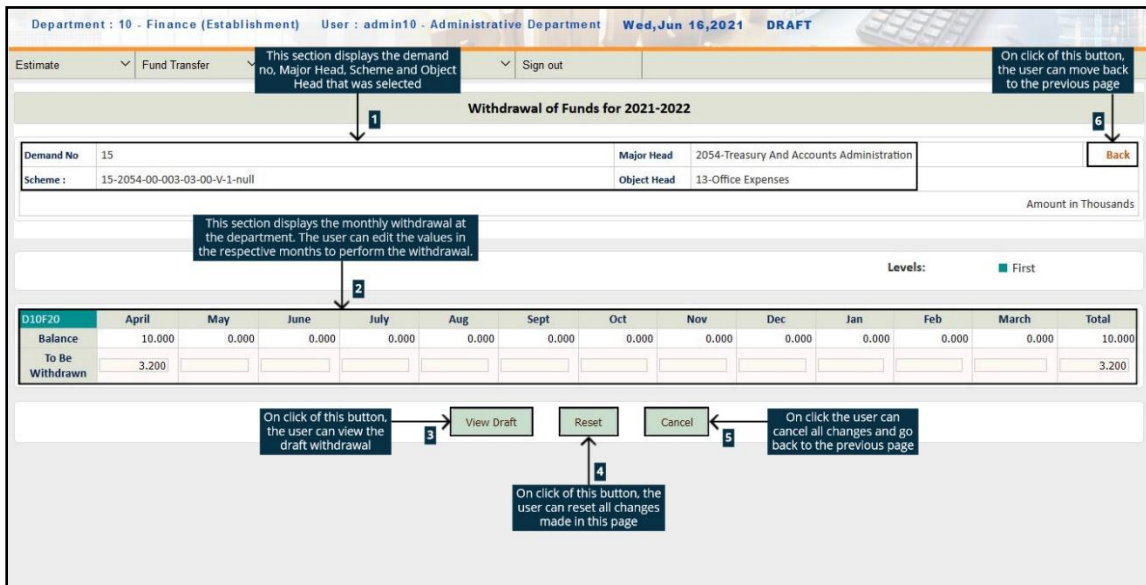 Department : 10 - Finance (Establishment) User : admin10 - Administrative Department Wed,Jun 16,2021 DRAFT
Estimate Fund Transfer Sign out
This section displays the demand
no, Major Head, Scheme and Object
Head that was selected
On click of this button,
the user can move back
to the previous page
Withdrawal of Funds for 2021-2022
1
6
Demand No 15 Major Head 2054-Treasury And Accounts Administration Back
Scheme : 15-2054-00-003-03-00-V-1-null Object Head 13-Office Expenses
Amount in Thousands
This section displays the monthly withdrawal at
the department. The user can edit the values in
the respective months to perform the withdrawal.
Levels: First
2
D10F20 April May June July Aug Sept Oct Nov Dec Jan Feb March Total
Balance 10.000 0.000 0.000 0.000 0.000 0.000 0.000 0.000 0.000 0.000 0.000 0.000 10.000
To Be
Withdrawn 3.200 3.200
On click of this button,
the user can view the
draft withdrawal
3
View Draft Reset Cancel
5
On click the user can
cancel all changes and go
back to the previous page
4
On click of this button, the
user can reset all changes
made in this page